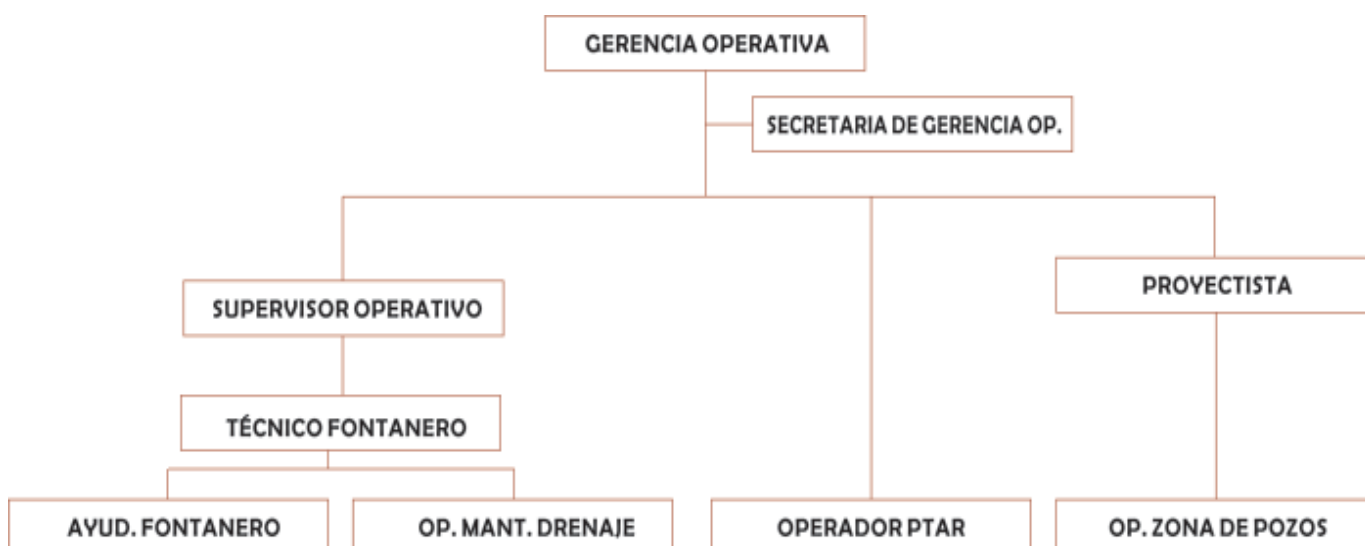 GERENCIA OPERATIVA
SECRETARIA DE GERENCIA OP.
PROYECTISTA
SUPERVISOR OPERATIVO
TÉCNICO FONTANERO
AYUD. FONTANERO
OP. MANT. DRENAJE
OPERADOR PTAR
OP. ZONA DE POZOS